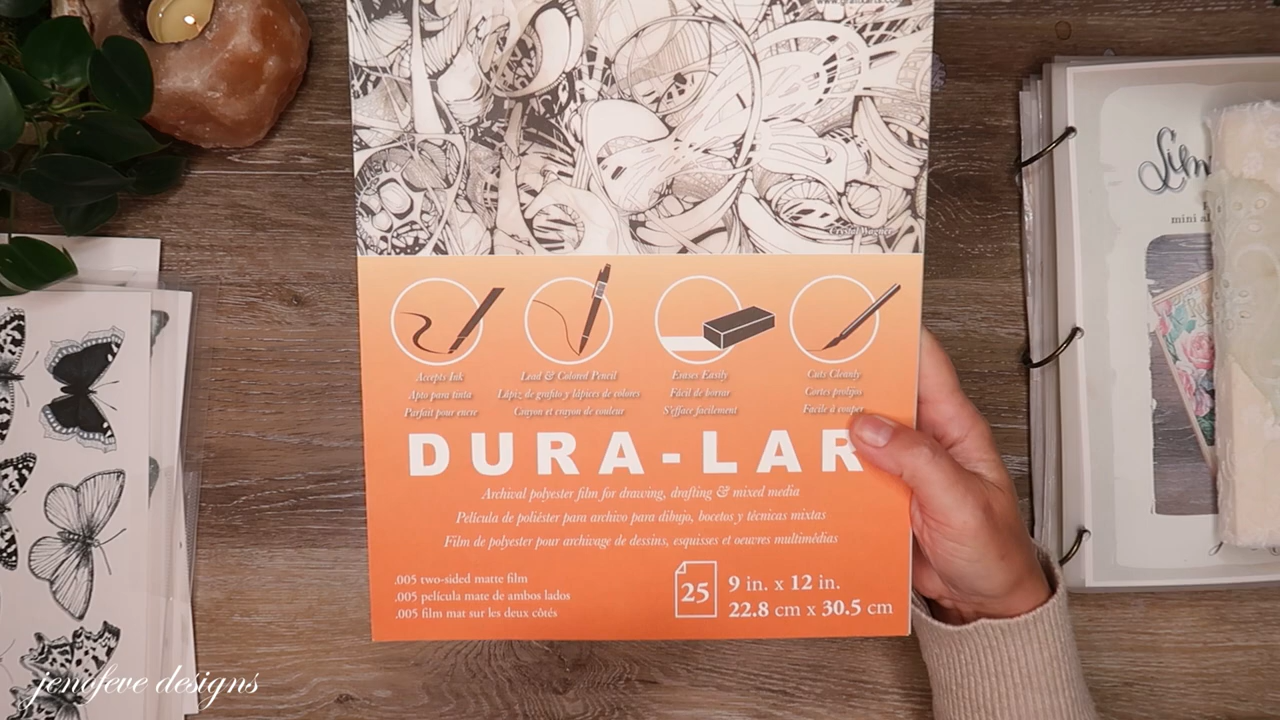 Crystal Wagner
Accepts Ink
Apto para tinta
Parfait pour encre
Lead & Colored Pencil
Lápiz de grafito y lápices de colores
Crayon et crayon de couleur
Erases Easily
Fácil de borrar
S'efface facilement
Cuts Cleanly
Cortes prolijos
Facile à couper
DURA-LAR
Archival polyester film for drawing, drafting & mixed media
Película de poliéster para archivo para dibujo, bocetos y técnicas mixtas
Film de polyester pour archivage de dessins, esquisses et oeuvres multimédias
.005 two-sided matte film
.005 película mate de ambos lados
.005 film mat sur les deux côtés
25
9 in. x 12 in.
22.8 cm x 30.5 cm
mini al
jenofeve designs